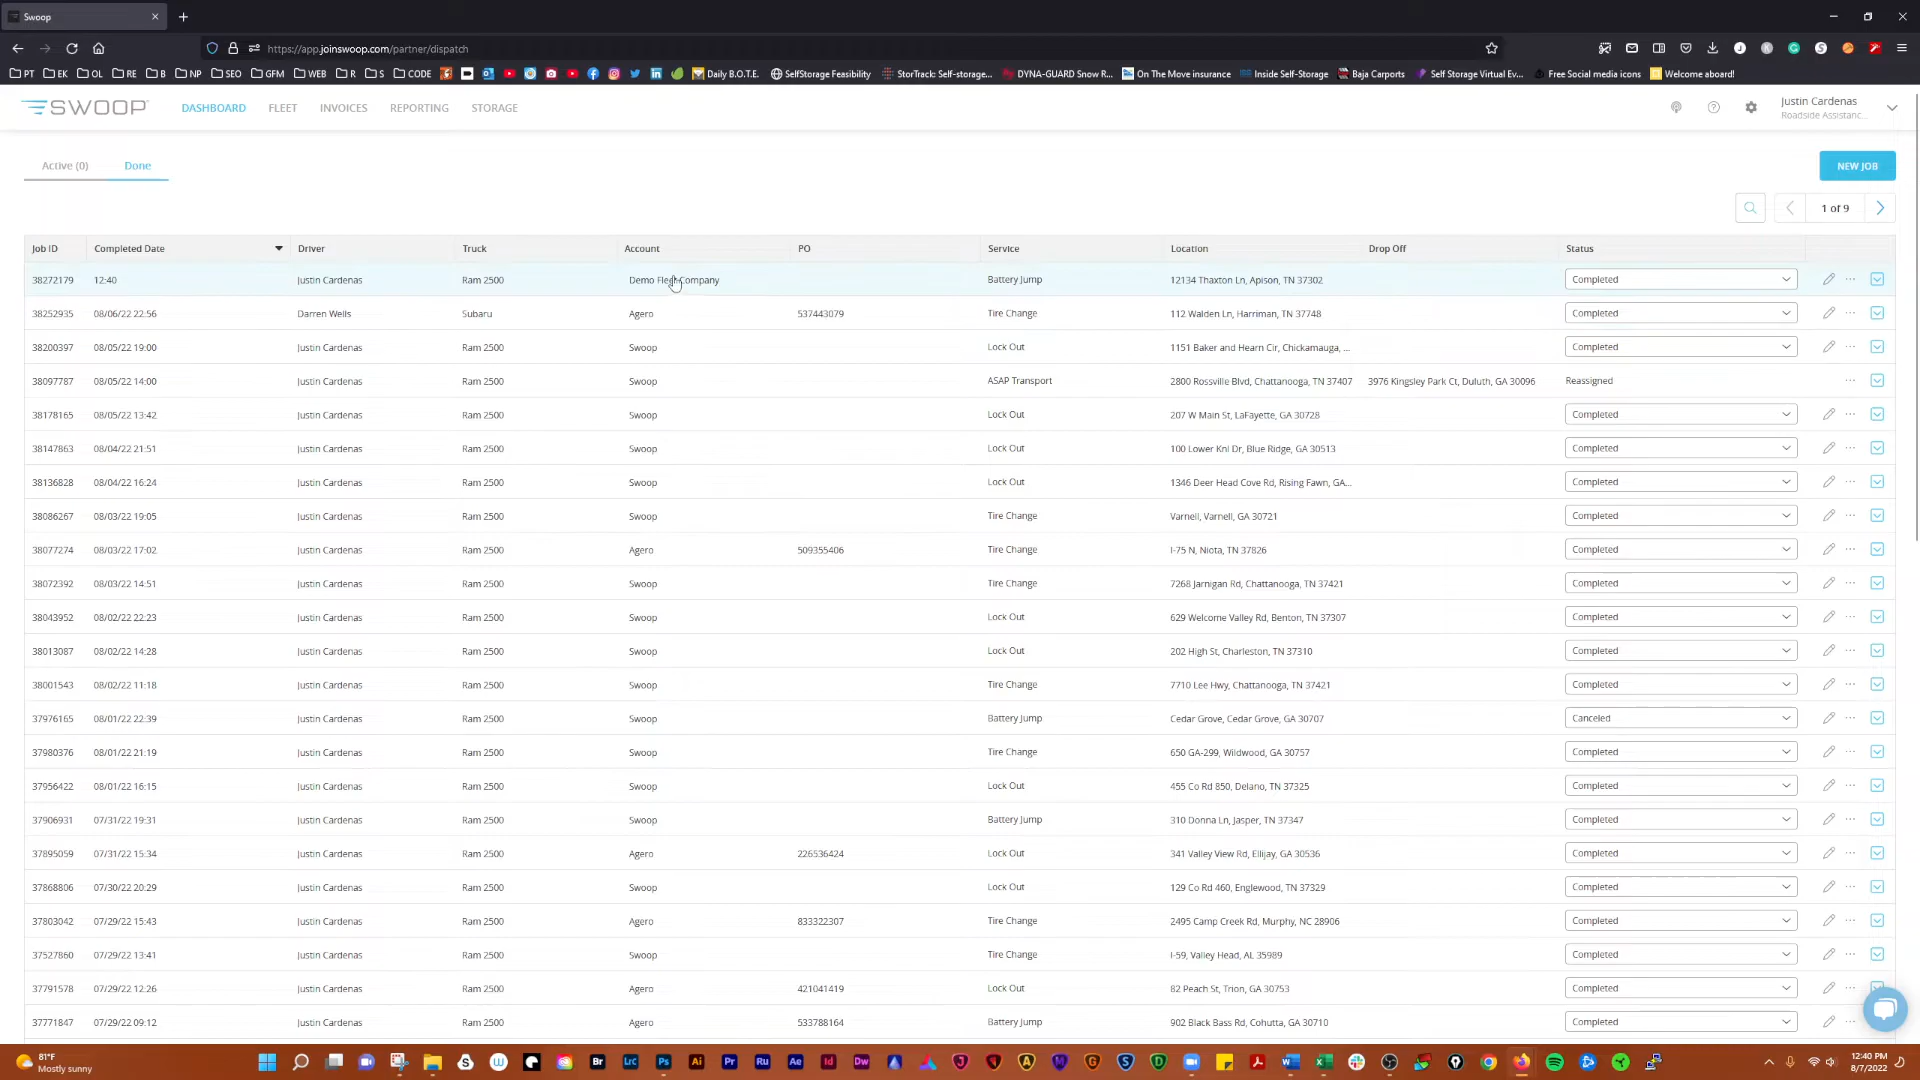 Swoop
https://app.joinswoop.com/partner/dispatch
PT EK OL RE B NP SEO GFM WEB R S CODE Daily B.O.T.E. SelfStorage Feasibility StorTrack: Self-storage... DYNA-GUARD Snow R... On The Move insurance Inside Self-Storage Baja Carports Self Storage Virtual Ev... Free Social media icons Welcome aboard!
SWOOP DASHBOARD FLEET INVOICES REPORTING STORAGE Justin Cardenas
Roadside Assistanc...
Active (0) Done NEW JOB
1 of 9
Job ID Completed Date Driver Truck Account PO Service Location Drop Off Status
38272179 12:40 Justin Cardenas Ram 2500 Demo Fleet Company Battery Jump 12134 Thaxton Ln, Apison, TN 37302 Completed
38252935 08/06/22 22:56 Darren Wells Subaru Agero 537443079 Tire Change 112 Walden Ln, Harriman, TN 37748 Completed
38200397 08/05/22 19:00 Justin Cardenas Ram 2500 Swoop Lock Out 1151 Baker and Hearn Cir, Chickamauga, ... Completed
38097787 08/05/22 14:00 Justin Cardenas Ram 2500 Swoop ASAP Transport 2800 Rossville Blvd, Chattanooga, TN 37407 3976 Kingsley Park Ct, Duluth, GA 30096 Reassigned
38178165 08/05/22 13:42 Justin Cardenas Ram 2500 Swoop Lock Out 207 W Main St, LaFayette, GA 30728 Completed
38147863 08/04/22 21:51 Justin Cardenas Ram 2500 Swoop Lock Out 100 Lower Knl Dr, Blue Ridge, GA 30513 Completed
38136828 08/04/22 16:24 Justin Cardenas Ram 2500 Swoop Lock Out 1346 Deer Head Cove Rd, Rising Fawn, GA... Completed
38086267 08/03/22 19:05 Justin Cardenas Ram 2500 Swoop Tire Change Varnell, Varnell, GA 30721 Completed
38077274 08/03/22 17:02 Justin Cardenas Ram 2500 Agero 509355406 Tire Change I-75 N, Niota, TN 37826 Completed
38072392 08/03/22 14:51 Justin Cardenas Ram 2500 Swoop Tire Change 7268 Jarnigan Rd, Chattanooga, TN 37421 Completed
38043952 08/02/22 22:23 Justin Cardenas Ram 2500 Swoop Lock Out 629 Welcome Valley Rd, Benton, TN 37307 Completed
38013087 08/02/22 14:28 Justin Cardenas Ram 2500 Swoop Lock Out 202 High St, Charleston, TN 37310 Completed
38001543 08/02/22 11:18 Justin Cardenas Ram 2500 Swoop Tire Change 7710 Lee Hwy, Chattanooga, TN 37421 Completed
37976165 08/01/22 22:39 Justin Cardenas Ram 2500 Swoop Battery Jump Cedar Grove, Cedar Grove, GA 30707 Canceled
37980376 08/01/22 21:19 Justin Cardenas Ram 2500 Swoop Tire Change 650 GA-299, Wildwood, GA 30757 Completed
37956422 08/01/22 16:15 Justin Cardenas Ram 2500 Swoop Lock Out 455 Co Rd 850, Delano, TN 37325 Completed
37906931 07/31/22 19:31 Justin Cardenas Ram 2500 Swoop Battery Jump 310 Donna Ln, Jasper, TN 37347 Completed
37895059 07/31/22 15:34 Justin Cardenas Ram 2500 Agero 226536424 Lock Out 341 Valley View Rd, Ellijay, GA 30536 Completed
37868806 07/30/22 20:29 Justin Cardenas Ram 2500 Swoop Lock Out 129 Co Rd 460, Englewood, TN 37329 Completed
37803042 07/29/22 15:43 Justin Cardenas Ram 2500 Agero 833322307 Tire Change 2495 Camp Creek Rd, Murphy, NC 28906 Completed
37527860 07/29/22 13:41 Justin Cardenas Ram 2500 Swoop Tire Change I-59, Valley Head, AL 35989 Completed
37791578 07/29/22 12:26 Justin Cardenas Ram 2500 Agero 421041419 Lock Out 82 Peach St, Trion, GA 30753 Completed
37771847 07/29/22 09:12 Justin Cardenas Ram 2500 Agero 533788164 Battery Jump 902 Black Bass Rd, Cohutta, GA 30710 Completed
81°F
Mostly sunny
Br Lrc Ps Ai Pr Ru Ae Id Dw
12:40 PM
8/7/2022